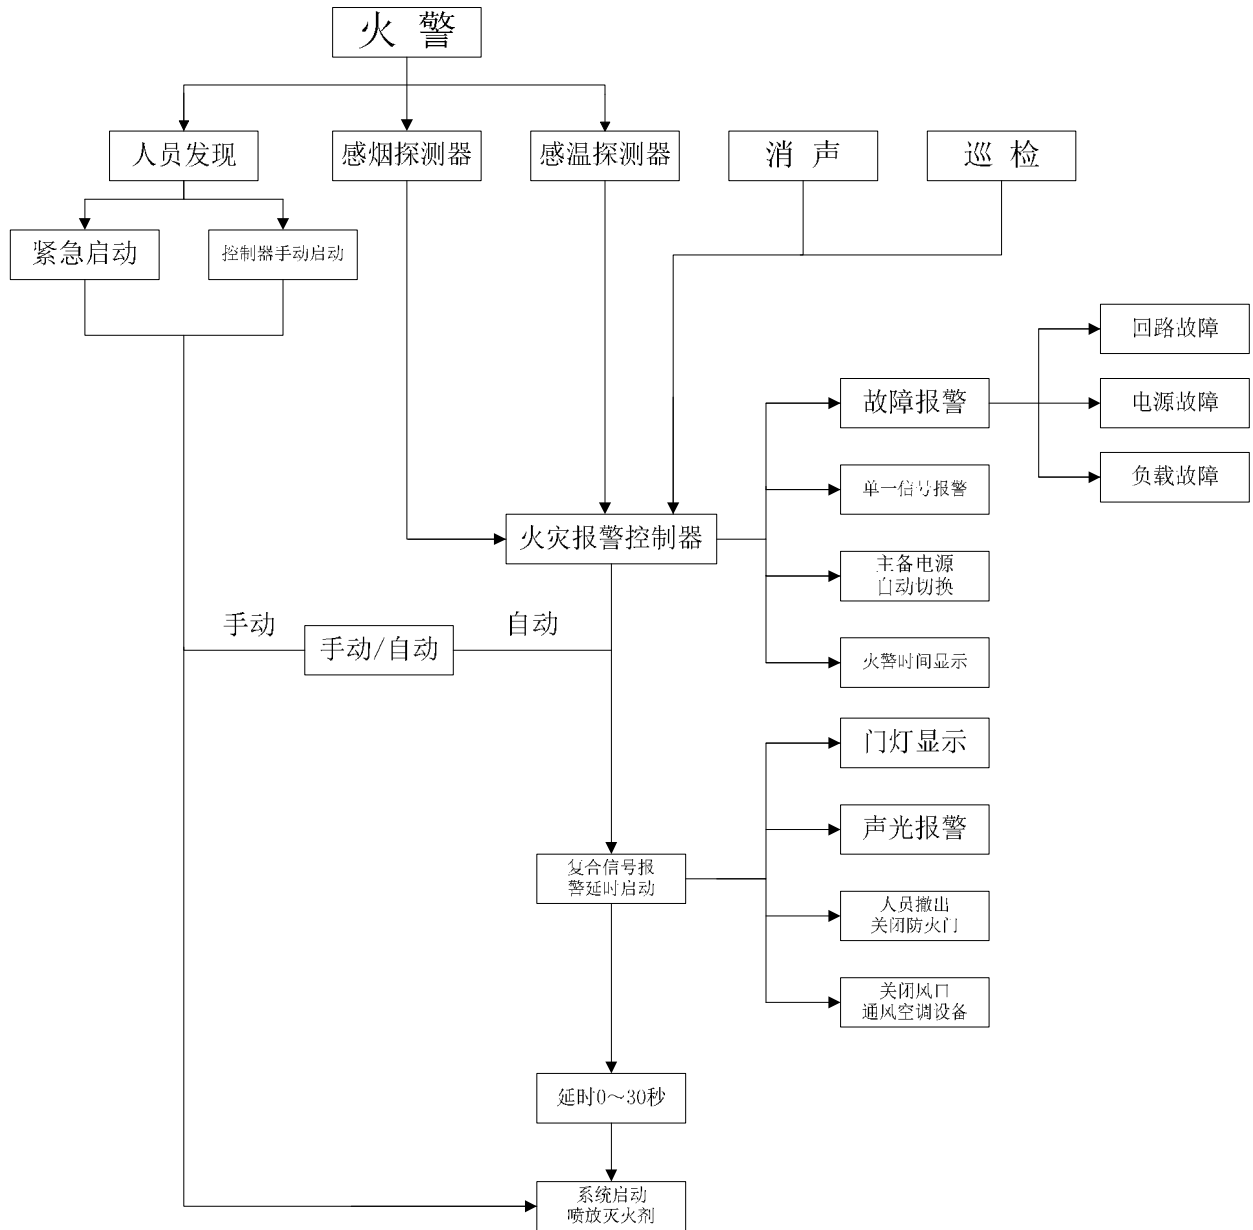 火 警
人员发现
感烟探测器
感温探测器
消 声
巡 检
紧急启动
控制器手动启动
回路故障
故障报警
电源故障
负载故障
单一信号报警
火灾报警控制器
主备电源
自动切换
手动
手动/自动
自动
火警时间显示
门灯显示
声光报警
复合信号报
警延时启动
人员撤出
关闭防火门
关闭风口
通风空调设备
延时0～30秒
系统启动
喷放灭火剂